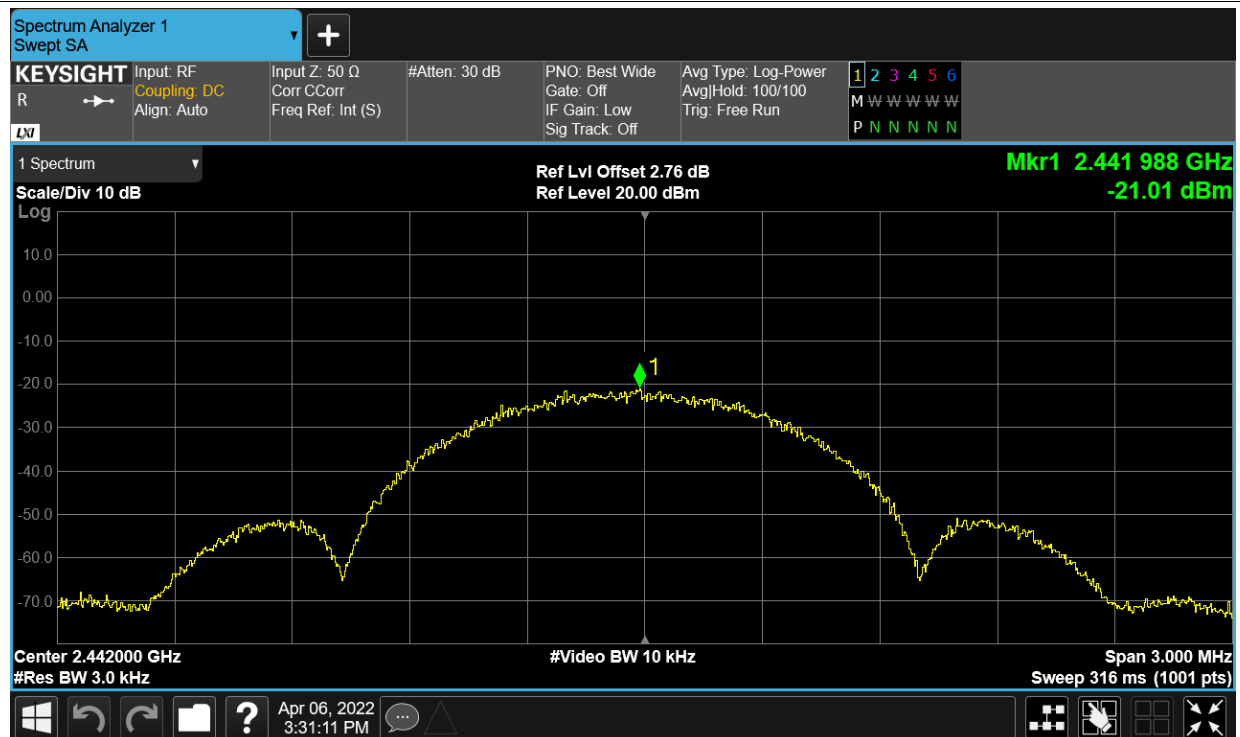 Spectrum Analyzer 1
Swept SA
+
KEYSIGHT
R
LXI
Input: RF
Coupling: DC
Align: Auto
Input Z: 50 Ω
Corr CCorr
Freq Ref: Int (S)
#Atten: 30 dB
PNO: Best Wide
Gate: Off
IF Gain: Low
Sig Track: Off
Avg Type: Log-Power
Avg|Hold: 100/100
Trig: Free Run
1 2 3 4 5 6
M W W W W W
P N N N N N
1 Spectrum
Scale/Div 10 dB
Log
Ref Lvl Offset 2.76 dB
Ref Level 20.00 dBm
Mkr1 2.441 988 GHz
-21.01 dBm
10.0
0.00
-10.0
1
-20.0
-30.0
-40.0
-50.0
-60.0
-70.0
Center 2.442000 GHz
#Res BW 3.0 kHz
#Video BW 10 kHz
Span 3.000 MHz
Sweep 316 ms (1001 pts)
?
Apr 06, 2022
3:31:11 PM